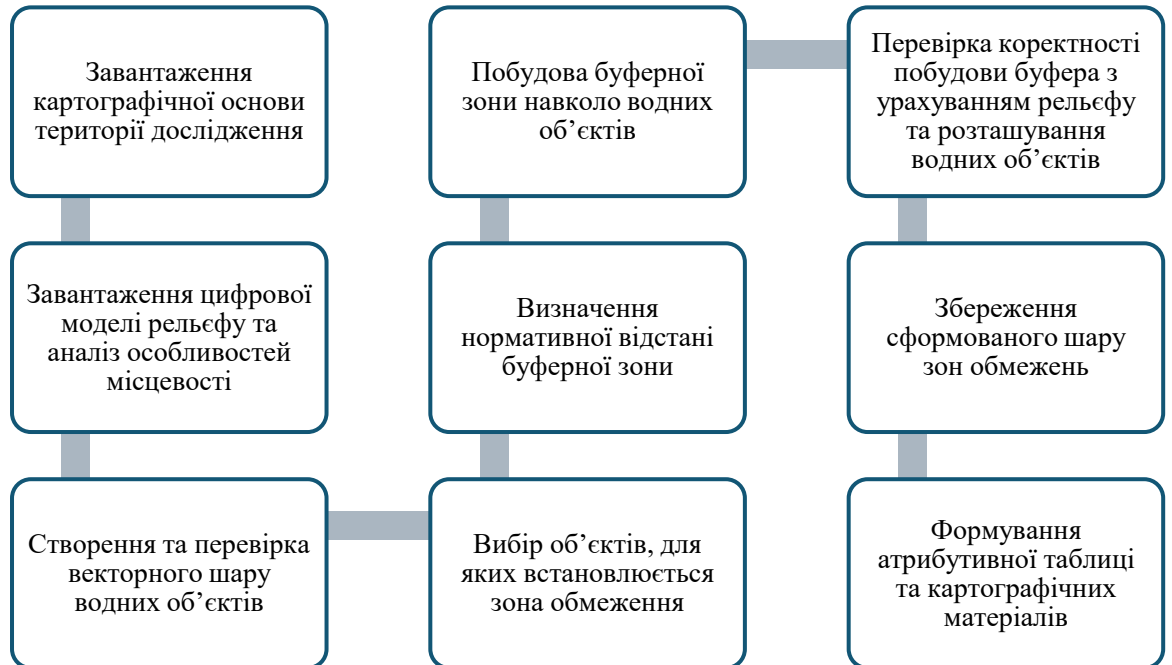 Завантаження
картографічної основи
території дослідження
Завантаження цифрової
моделі рельєфу та
аналіз особливостей
місцевості
Створення та перевірка
векторного шару
водних об’єктів
Вибір об’єктів, для
яких встановлюється
зона обмеження
Визначення
нормативної відстані
буферної зони
Побудова буферної
зони навколо водних
об’єктів
Перевірка коректності
побудови буфера з
урахуванням рельєфу
та розташування
водних об’єктів
Збереження
сформованого шару
зон обмежень
Формування
атрибутивної таблиці
та картографічних
матеріалів